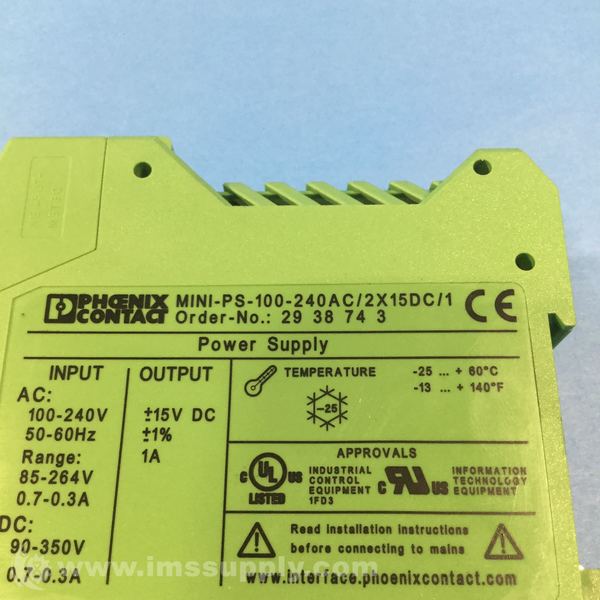 PHŒNIX
CONTACT
MINI-PS-100-240AC/2X15DC/1
Order-No.: 29 38 74 3
CE
Power Supply
INPUT
AC:
100-240V
50-60Hz
Range:
85-264V
0.7-0.3A
DC:
90-350V
0.7-0.3A
OUTPUT
±15V DC
±1%
1A
TEMPERATURE
-25 ... + 60°C
-13 ... + 140°F
-25
APPROVALS
C UL US
LISTED
INDUSTRIAL
CONTROL
EQUIPMENT
1FD3
C RU US
INFORMATION
TECHNOLOGY
EQUIPMENT
Read installation instructions
before connecting to mains
www.interface.phoenixcontact.com
© www.imssupply.com